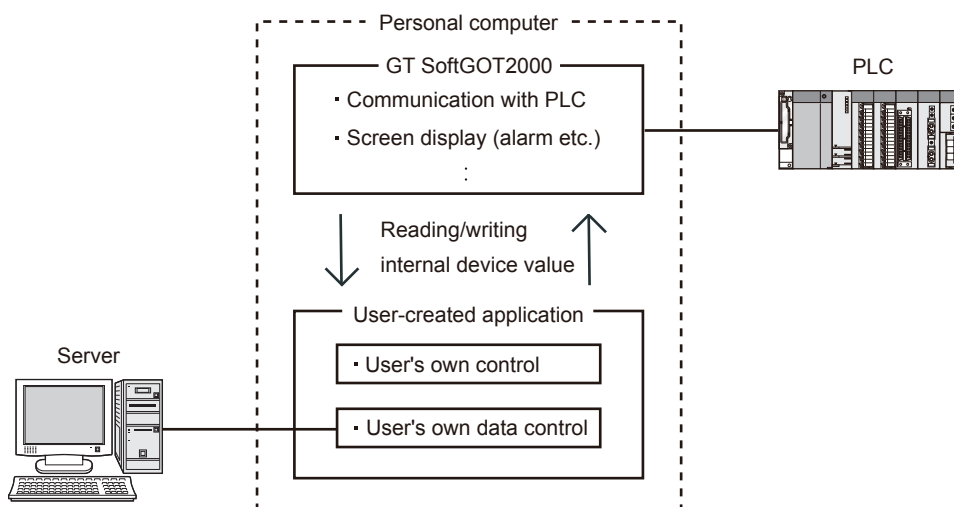 Personal computer
GT SoftGOT2000
· Communication with PLC
· Screen display (alarm etc.)
:
PLC
Reading/writing
internal device value
User-created application
Server
· User's own control
· User's own data control